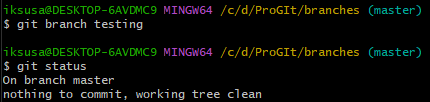 iksusa@DESKTOP-6AVDMC9 MINGW64 /c/d/ProGIt/branches (master)
$ git branch testing
iksusa@DESKTOP-6AVDMC9 MINGW64 /c/d/ProGIt/branches (master)
$ git status
On branch master
nothing to commit, working tree clean